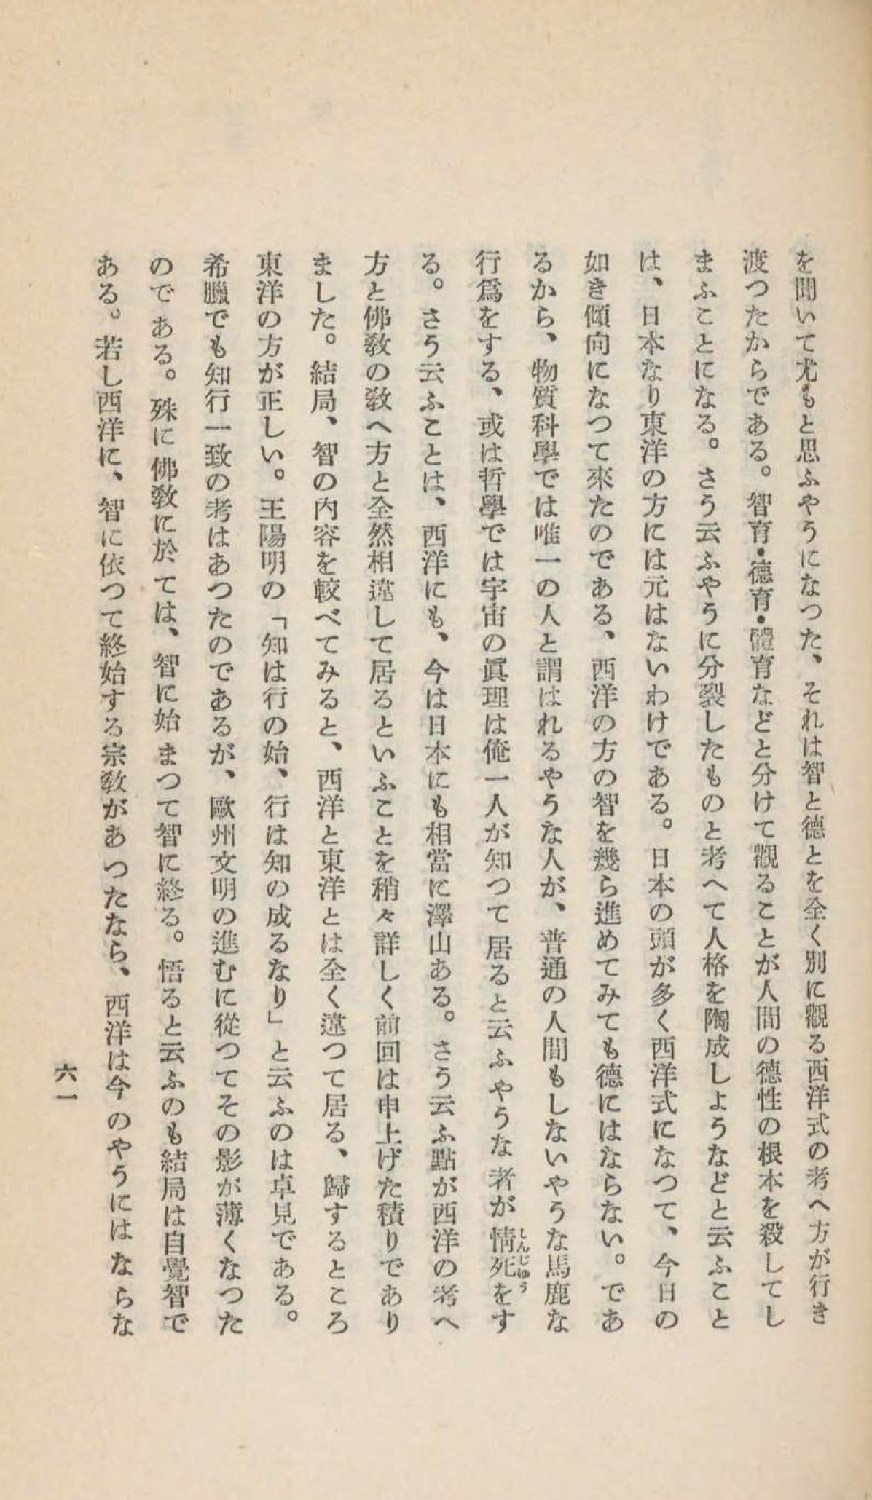 を聞いて尤もと思ふやうになつた、それは智と德とを全く別に觀る西洋式の考へ方が行き
渡つたからである。智育・德育・體育などと分けて觀ることが人間の德性の根本を殺してし
まふことになる。さう云ふやうに分裂したものと考へて人格を陶成しようなどと云ふこと
は、日本なり東洋の方には元はないわけである。日本の頭が多く西洋式になつて、今日の
如き傾向になつて來たのである、西洋の方の智を幾ら進めてみても德にはならない。であ
るから、物質科學では唯一の人と謂はれるやうな人が、普通の人間もしないやうな馬鹿な
行爲をする、或は哲學では宇宙の眞理は俺一人が知つて居ると云ふやうな者が情死をす
しんじゆう
る。さう云ふことは、西洋にも、今は日本にも相當に澤山ある。さう云ふ點が西洋の考へ
方と佛敎の敎へ方と全然相違して居るといふことを稍々詳しく前回は申上げた積りであり
ました。結局、智の内容を較べてみると、西洋と東洋とは全く違つて居る、歸するところ
東洋の方が正しい。王陽明の「知は行の始、行は知の成るなり」と云ふのは卓見である。
希臘でも知行一致の考はあつたのであるが、歐州文明の進むに從つてその影が薄くなつた
のである。殊に佛敎に於ては、智に始まつて智に終る。悟ると云ふのも結局は自覺智で
ある。若し西洋に、智に依つて終始する宗敎があつたなら、西洋は今のやうにはならな
六一